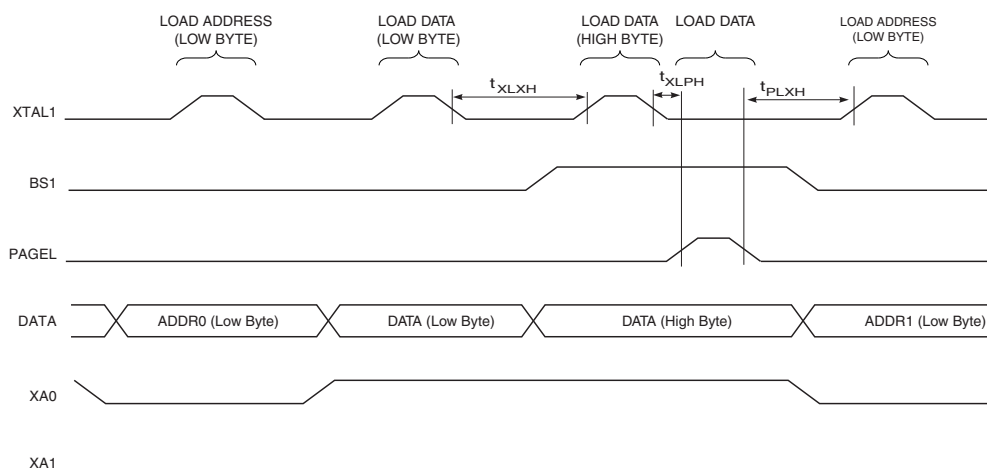 LOAD ADDRESS
(LOW BYTE)
LOAD DATA
(LOW BYTE)
LOAD DATA
(HIGH BYTE)
LOAD DATA
LOAD ADDRESS
(LOW BYTE)
tXLXH
tXLPH
tPLXH
XTAL1
BS1
PAGEL
DATA
ADDR0 (Low Byte)
DATA (Low Byte)
DATA (High Byte)
ADDR1 (Low Byte)
XA0
XA1